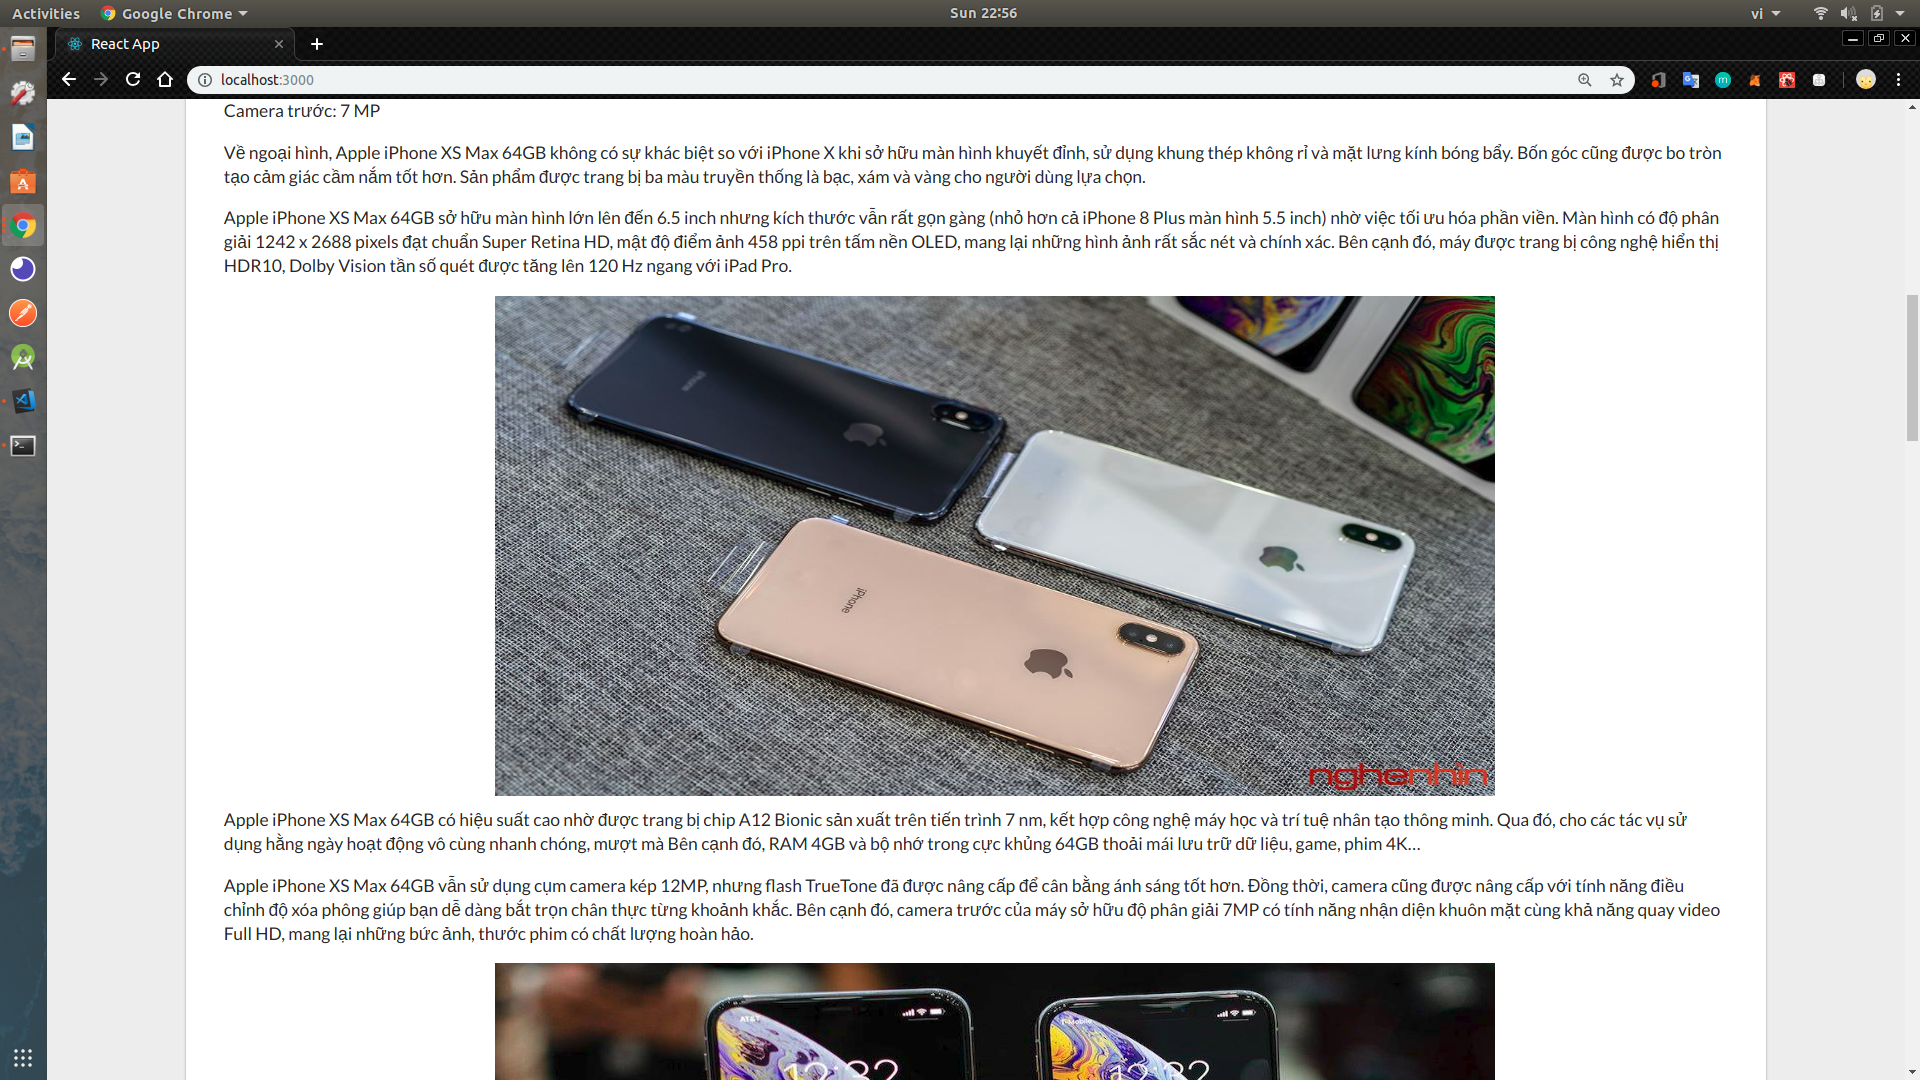 Activities
Google Chrome
Sun 22:56
vi
React App
localhost:3000
Camera trước: 7 MP
Về ngoại hình, Apple iPhone XS Max 64GB không có sự khác biệt so với iPhone X khi sở hữu màn hình khuyết đỉnh, sử dụng khung thép không rỉ và mặt lưng kính bóng bẩy. Bốn góc cũng được bo tròn
tạo cảm giác cầm nắm tốt hơn. Sản phẩm được trang bị ba màu truyền thống là bạc, xám và vàng cho người dùng lựa chọn.
Apple iPhone XS Max 64GB sở hữu màn hình lớn lên đến 6.5 inch nhưng kích thước vẫn rất gọn gàng (nhỏ hơn cả iPhone 8 Plus màn hình 5.5 inch) nhờ việc tối ưu hóa phần viền. Màn hình có độ phân
giải 1242 x 2688 pixels đạt chuẩn Super Retina HD, mật độ điểm ảnh 458 ppi trên tấm nền OLED, mang lại những hình ảnh rất sắc nét và chính xác. Bên cạnh đó, máy được trang bị công nghệ hiển thị
HDR10, Dolby Vision tần số quét được tăng lên 120 Hz ngang với iPad Pro.
iPhone
iPhone
nghenhìn
Apple iPhone XS Max 64GB có hiệu suất cao nhờ được trang bị chip A12 Bionic sản xuất trên tiến trình 7 nm, kết hợp công nghệ máy học và trí tuệ nhân tạo thông minh. Qua đó, cho các tác vụ sử
dụng hằng ngày hoạt động vô cùng nhanh chóng, mượt mà Bên cạnh đó, RAM 4GB và bộ nhớ trong cực khủng 64GB thoải mái lưu trữ dữ liệu, game, phim 4K...
Apple iPhone XS Max 64GB vẫn sử dụng cụm camera kép 12MP, nhưng flash TrueTone đã được nâng cấp để cân bằng ánh sáng tốt hơn. Đồng thời, camera cũng được nâng cấp với tính năng điều
chỉnh độ xóa phông giúp bạn dễ dàng bắt trọn chân thực từng khoảnh khắc. Bên cạnh đó, camera trước của máy sở hữu độ phân giải 7MP có tính năng nhận diện khuôn mặt cùng khả năng quay video
Full HD, mang lại những bức ảnh, thước phim có chất lượng hoàn hảo.
AT&T
T-Mobile
12:32
12:32